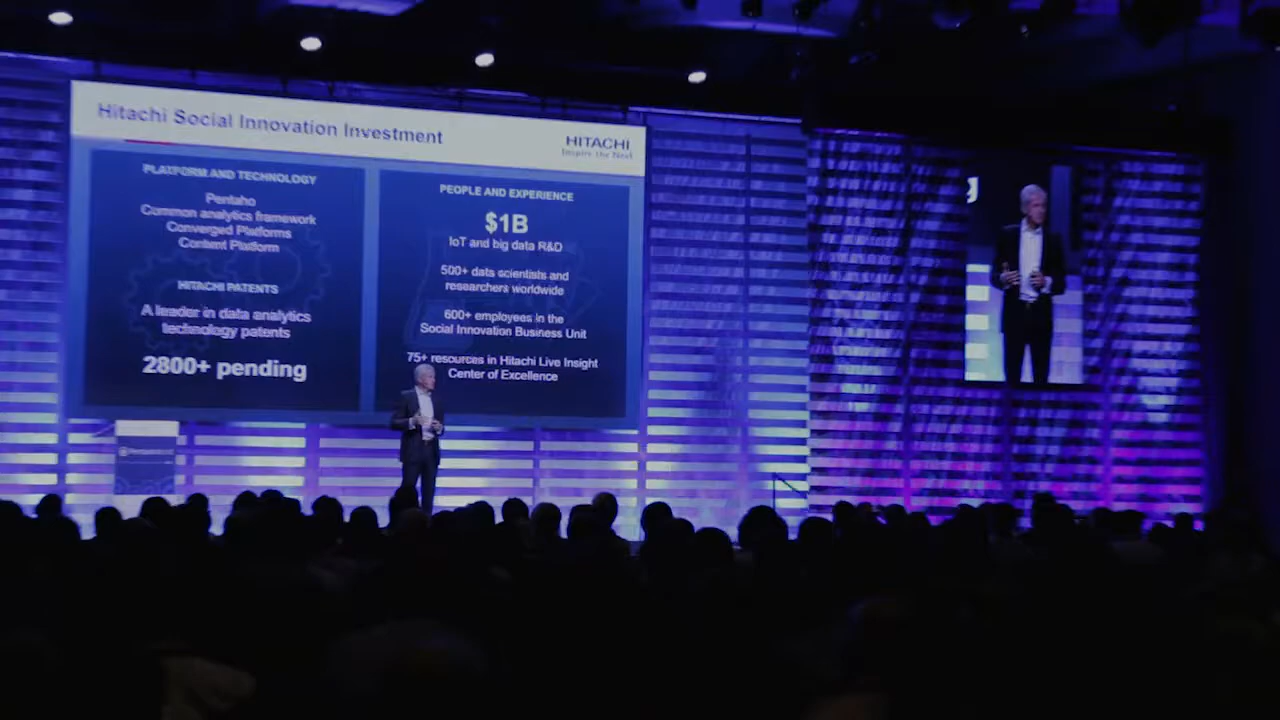 Hitachi Social Innovation Investment
HITACHI
Inspire the Next
PLATFORM AND TECHNOLOGY
Pentaho
Common analytics framework
Converged Platforms
Content Platform
HITACHI PATENTS
A leader in data analytics
technology patents
2800+ pending
PEOPLE AND EXPERIENCE
$1B
IoT and big data R&D
500+ data scientists and
researchers worldwide
600+ employees in the
Social Innovation Business Unit
75+ resources in Hitachi Live Insight
Center of Excellence
g